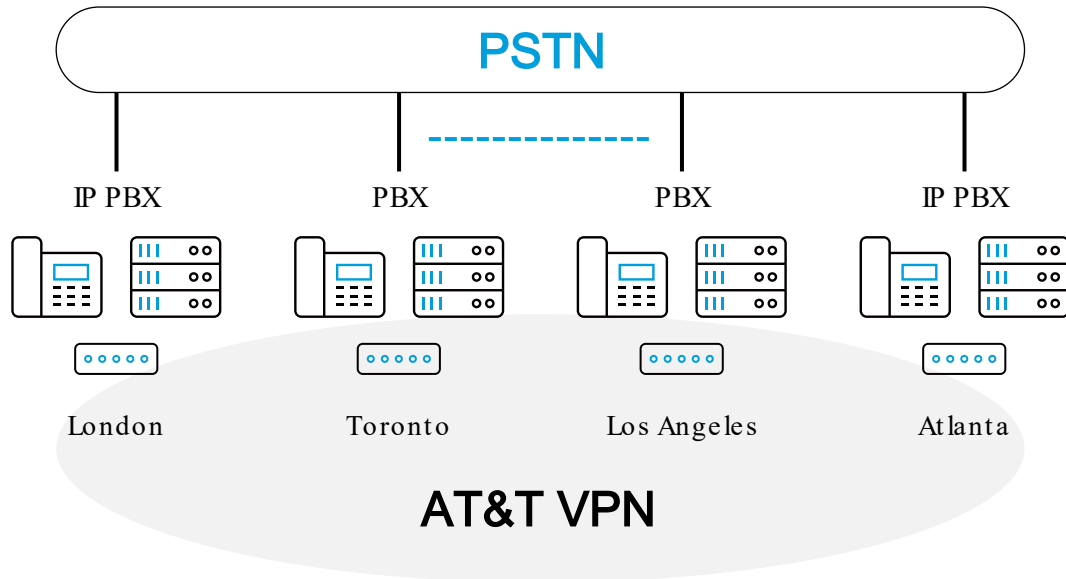 PSTN
IP PBX PBX PBX IP PBX
London Toronto Los Angeles Atlanta
AT&T VPN